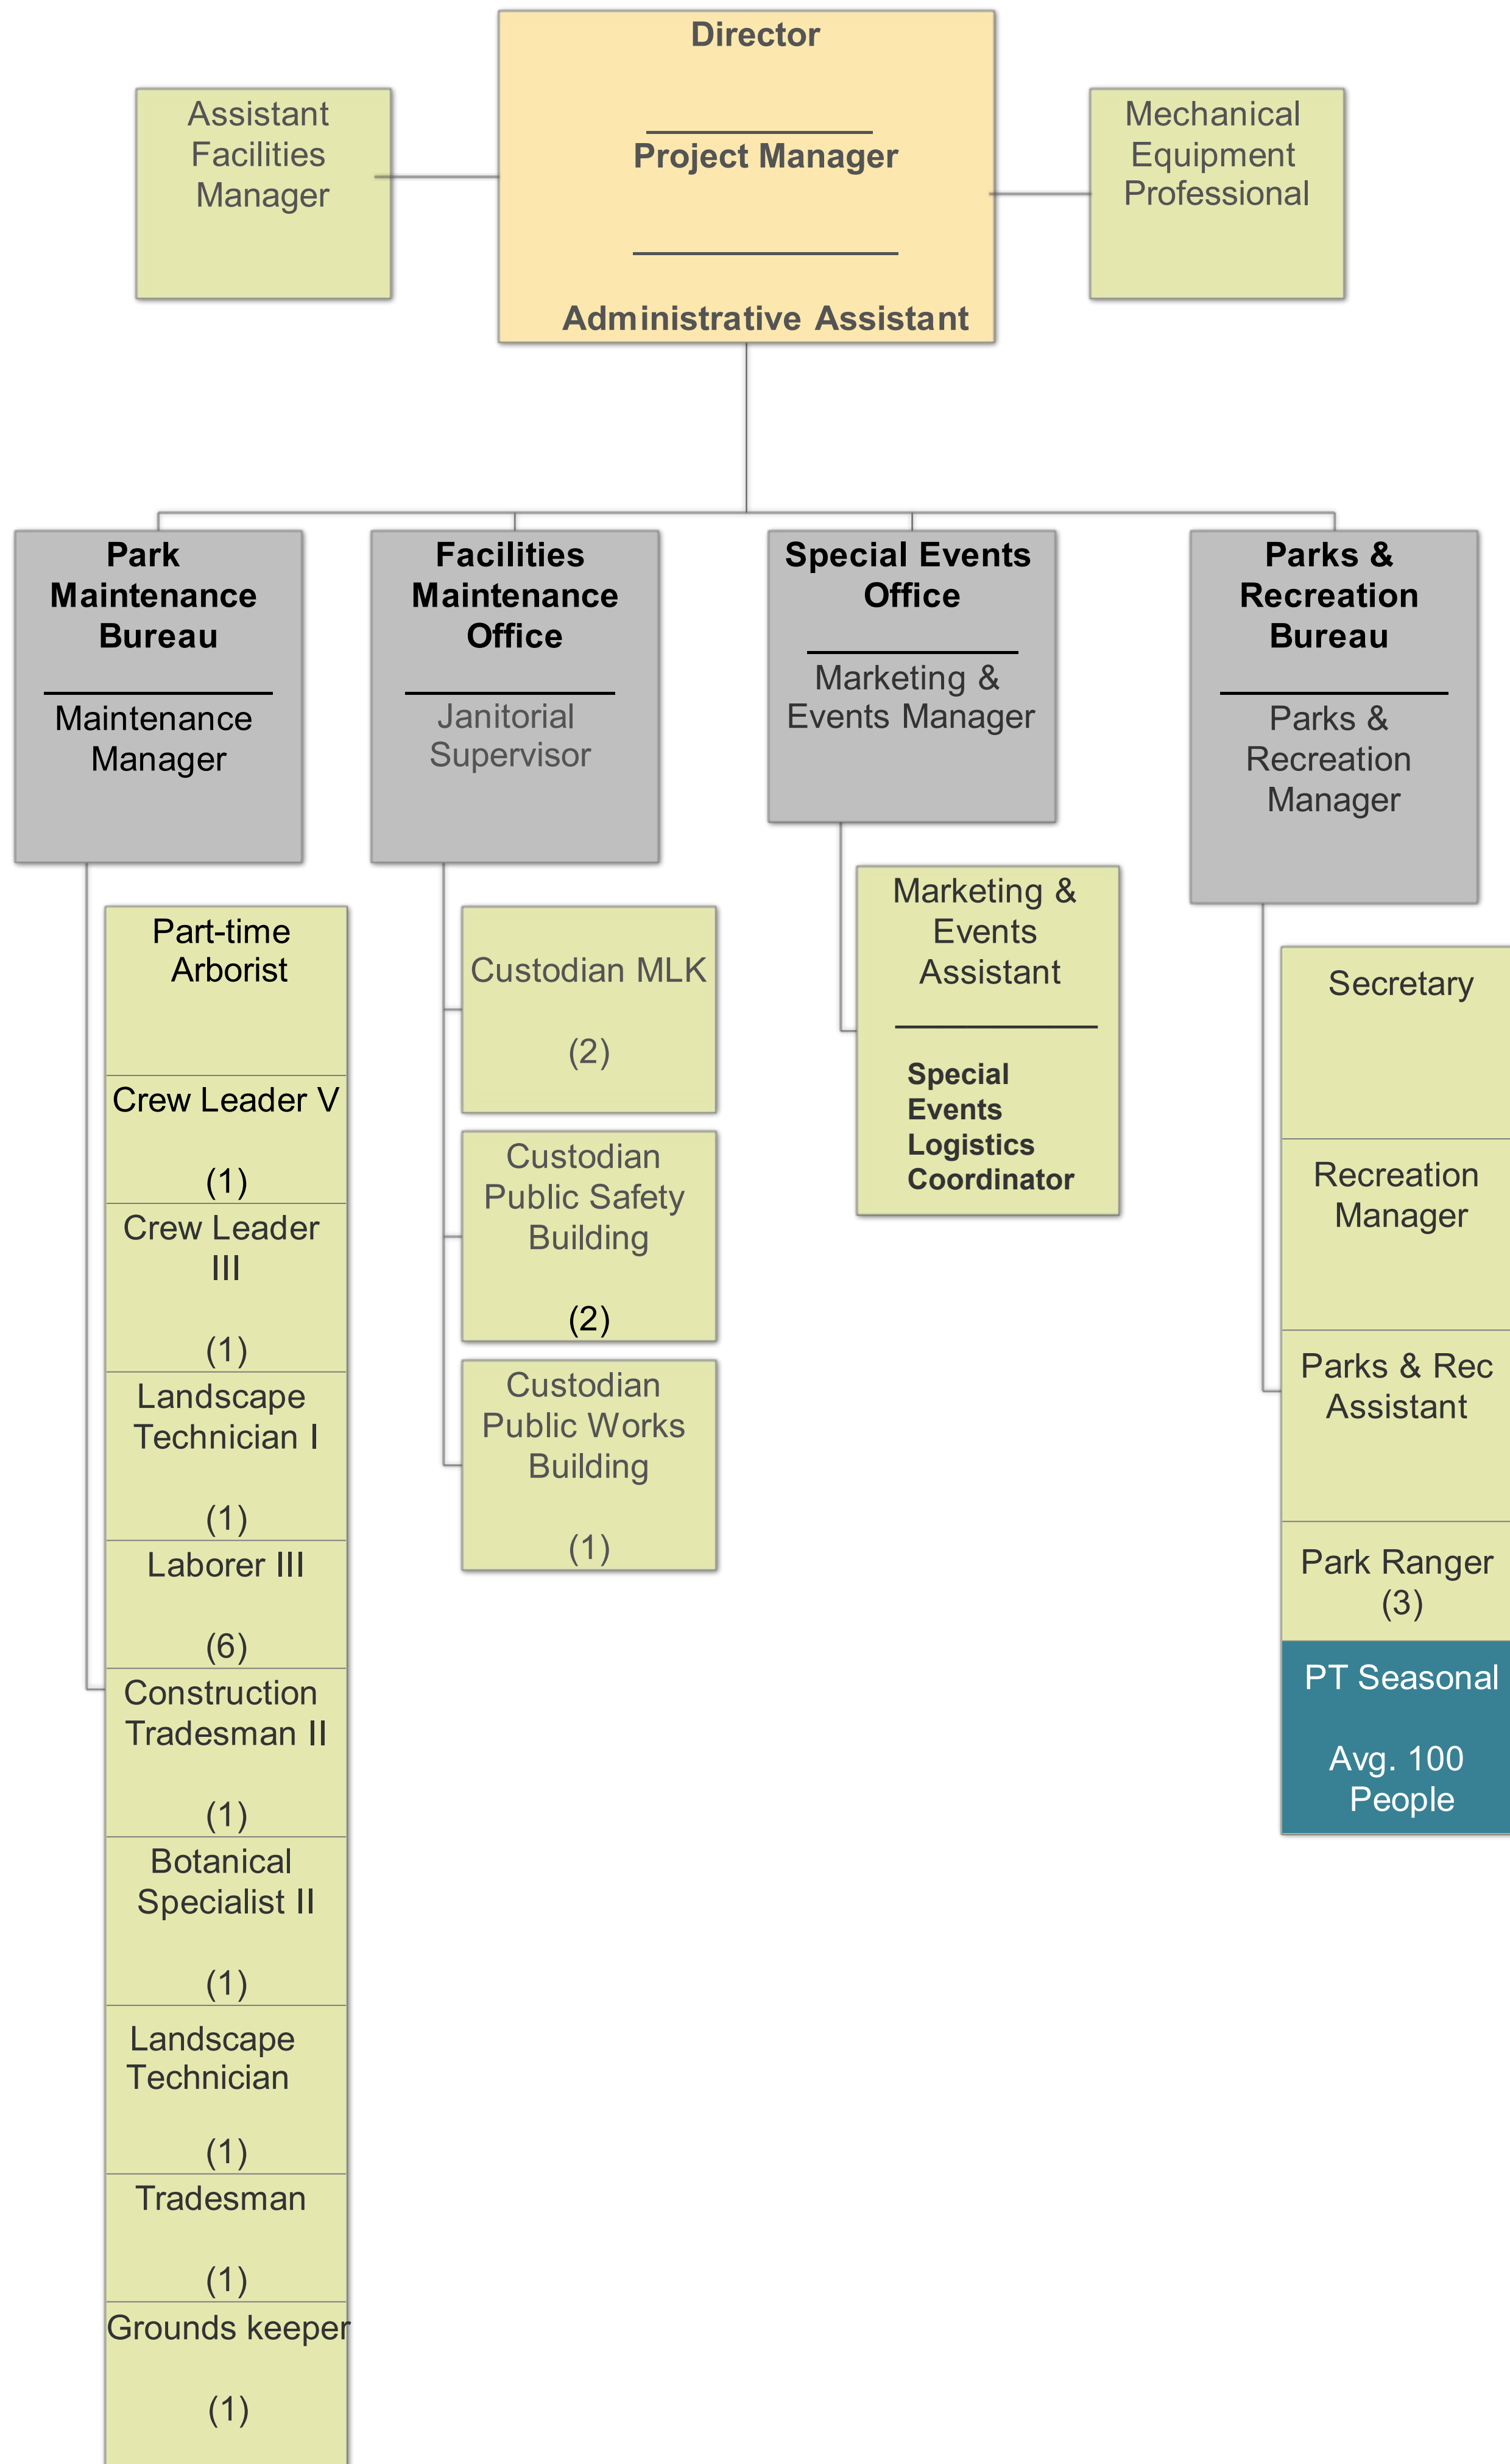 Director
Project Manager
Administrative Assistant
Assistant
Facilities
Manager
Mechanical
Equipment
Professional
Park
Maintenance
Bureau
Maintenance
Manager
Part-time
Arborist
Crew Leader V
(1)
Crew Leader
III
(1)
Landscape
Technician I
(1)
Laborer III
(6)
Construction
Tradesman II
(1)
Botanical
Specialist II
(1)
Landscape
Technician
(1)
Tradesman
(1)
Grounds keeper
(1)
Facilities
Maintenance
Office
Janitorial
Supervisor
Custodian MLK
(2)
Custodian
Public Safety
Building
(2)
Custodian
Public Works
Building
(1)
Special Events
Office
Marketing &
Events Manager
Marketing &
Events
Assistant
Special
Events
Logistics
Coordinator
Parks &
Recreation
Bureau
Parks &
Recreation
Manager
Secretary
Recreation
Manager
Parks & Rec
Assistant
Park Ranger
(3)
PT Seasonal
Avg. 100
People